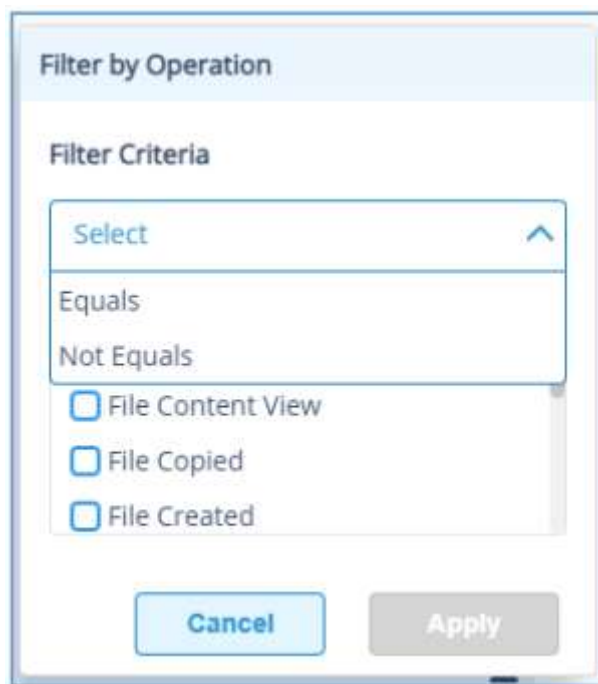 Filter by Operation
Filter Criteria
Select
Equals
Not Equals
File Content View
File Copied
File Created
Cancel
Apply